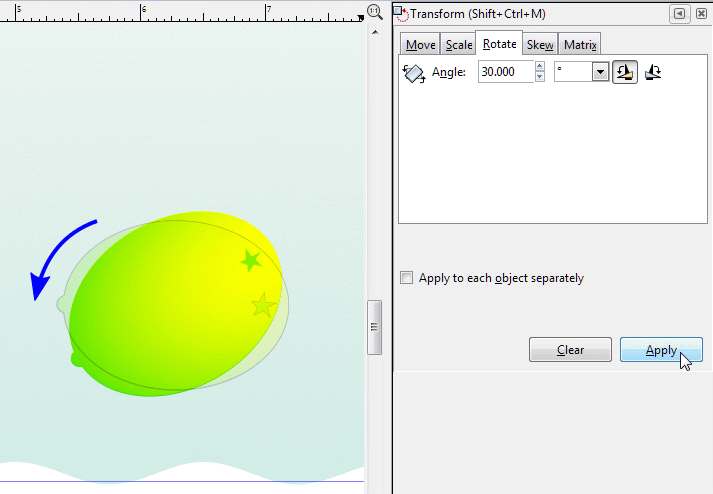 5 6 7
1:1
Transform (Shift+Ctrl+M)
Move Scale Rotate Skew Matrix
Angle: 30.000 °
Apply to each object separately
Clear Apply